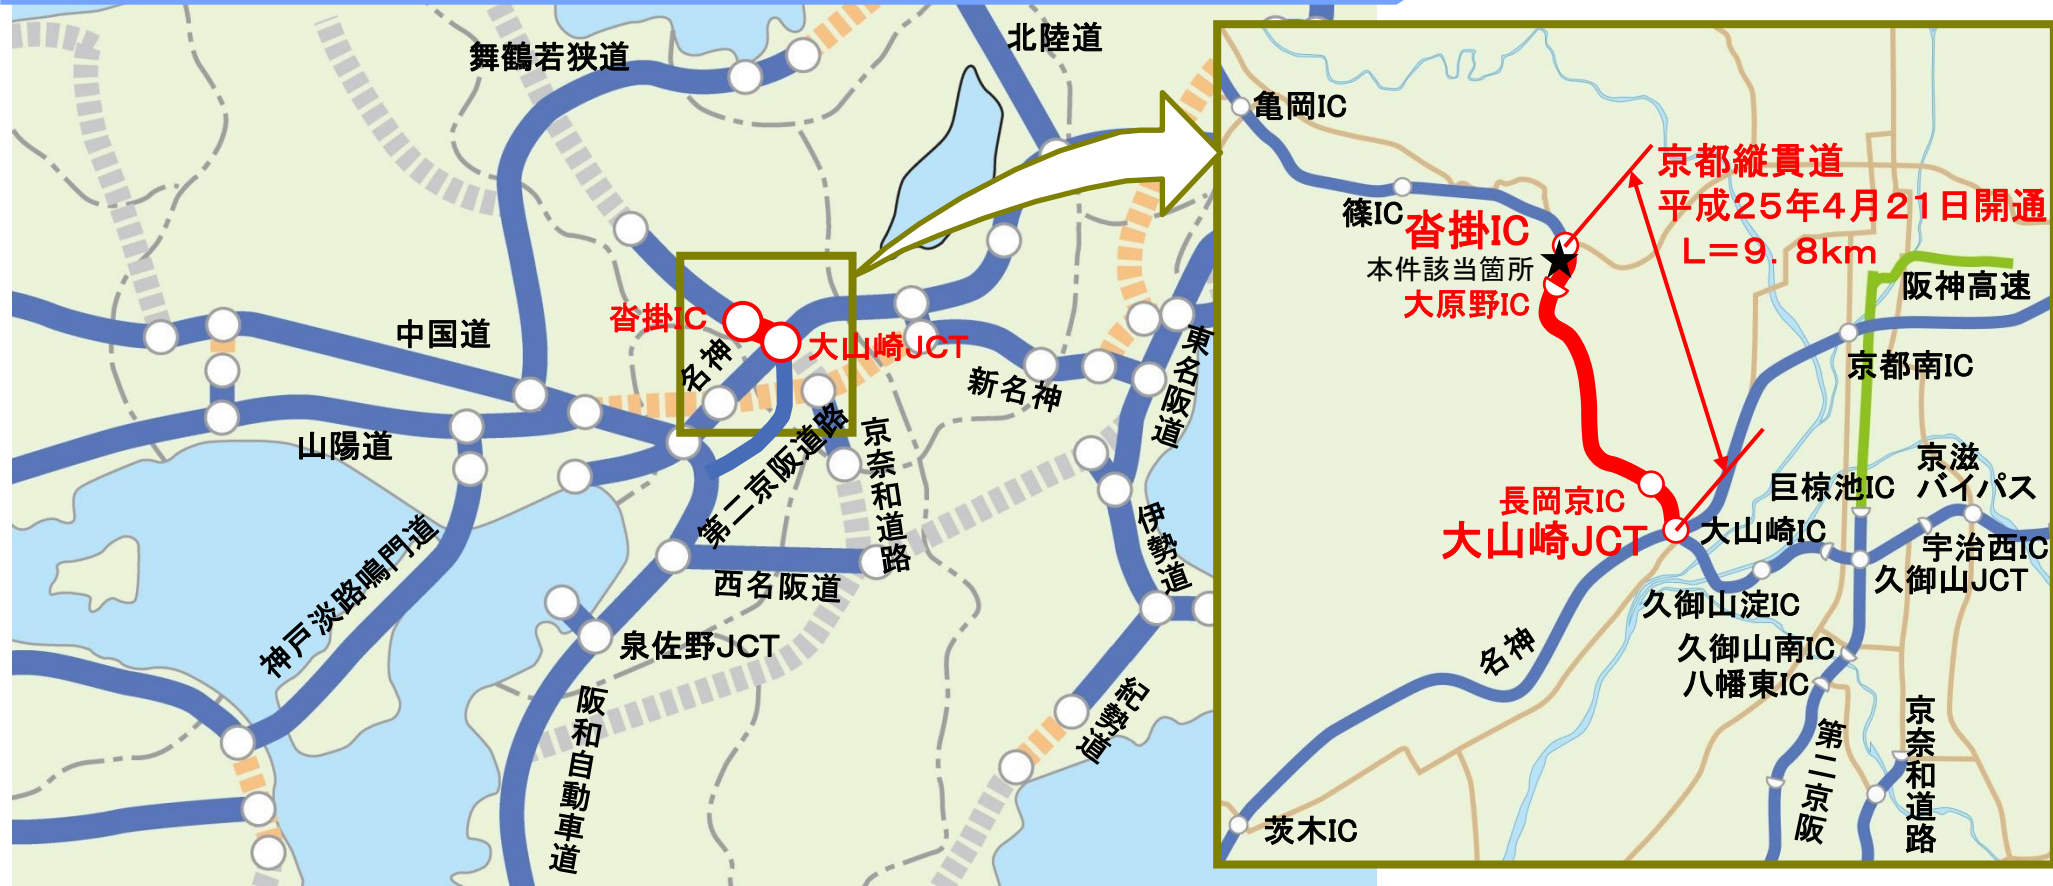 舞鶴若狭道
北陸道
中国道
沓掛IC
名神
大山崎JCT
新名神
東名阪道
山陽道
第二京阪道路
京奈和道路
伊勢道
神戸淡路鳴門道
西名阪道
泉佐野JCT
阪和自動車道
紀勢道
亀岡IC
京都縦貫道
平成25年4月21日開通
L=9.8km
篠IC
沓掛IC
本件該当箇所
大原野IC
阪神高速
京都南IC
京滋
バイパス
巨椋池IC
長岡京IC
大山崎JCT
大山崎IC
宇治西IC
久御山JCT
久御山淀IC
久御山南IC
八幡東IC
名神
第二京阪
京奈和道路
茨木IC